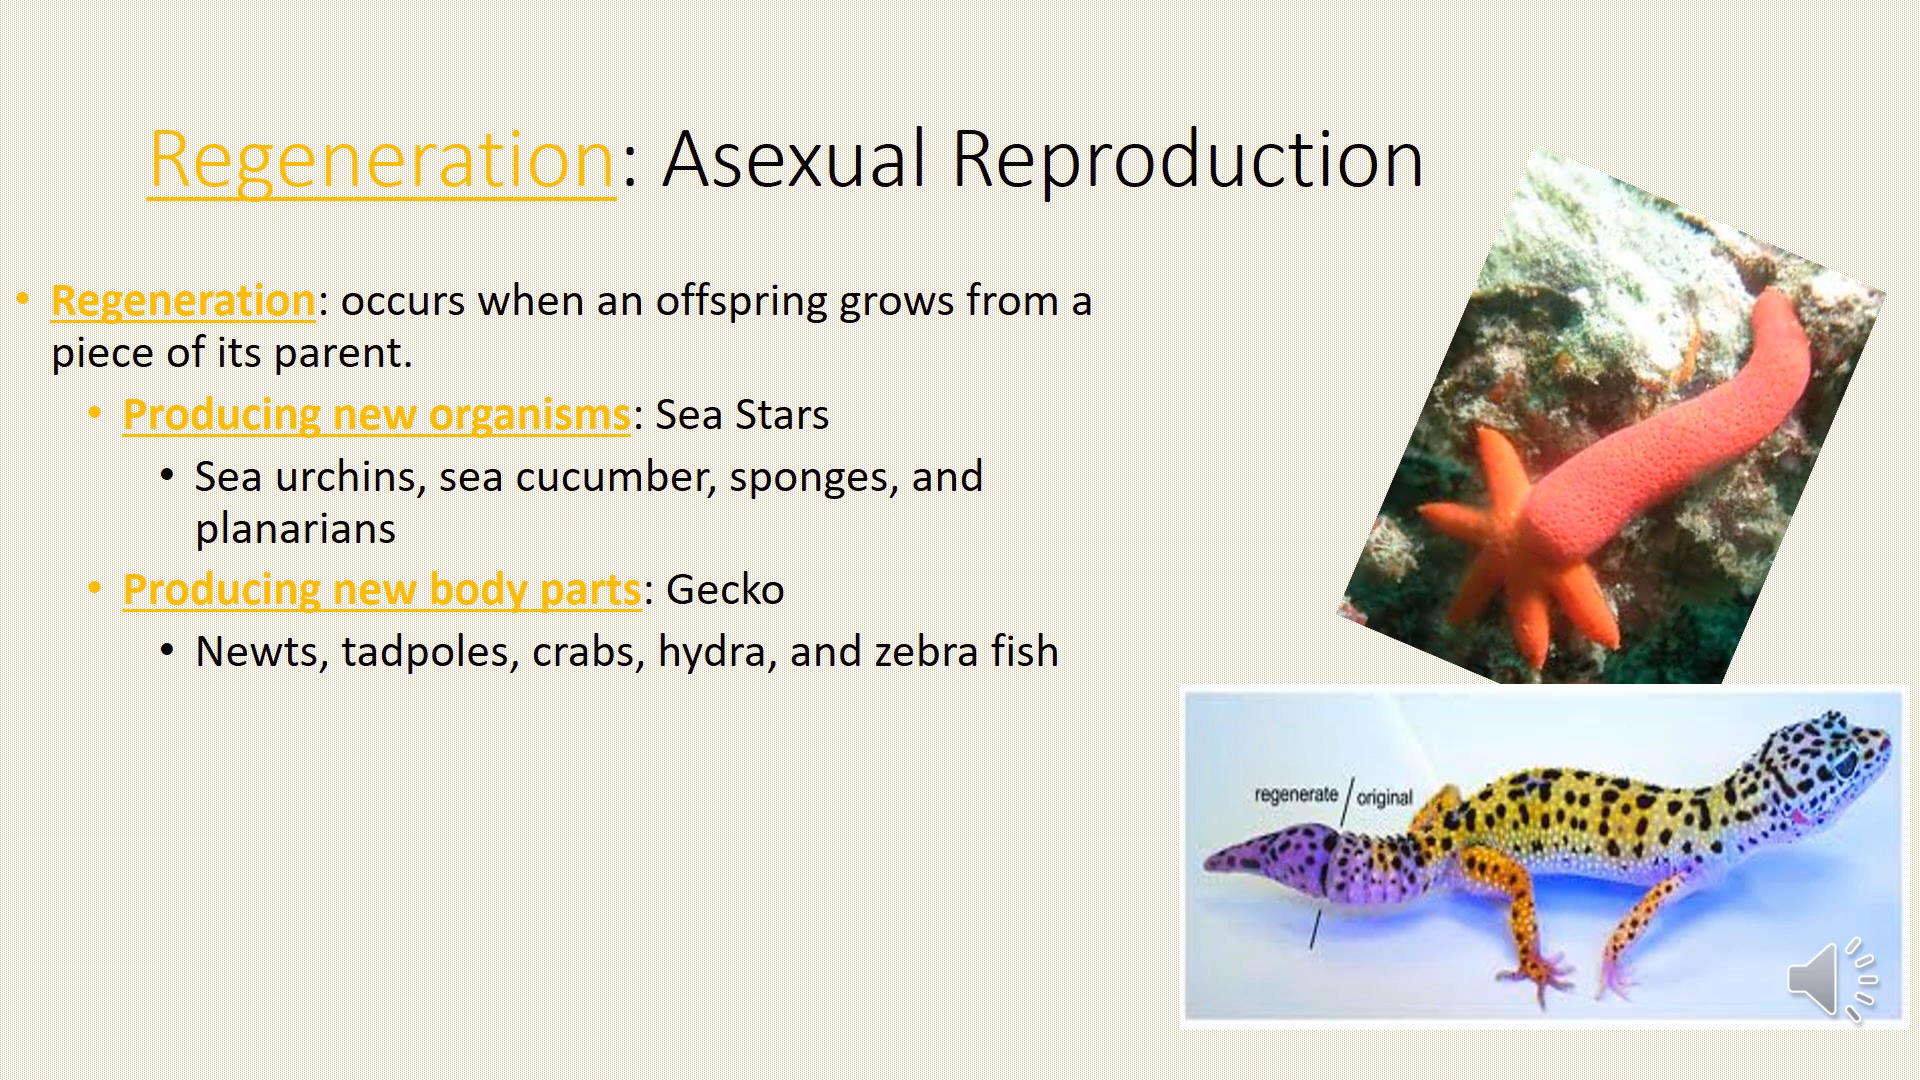 Regeneration: Asexual Reproduction
• Regeneration: occurs when an offspring grows from a
piece of its parent.
• Producing new organisms: Sea Stars
• Sea urchins, sea cucumber, sponges, and
planarians
• Producing new body parts: Gecko
• Newts, tadpoles, crabs, hydra, and zebra fish
regenerate / original